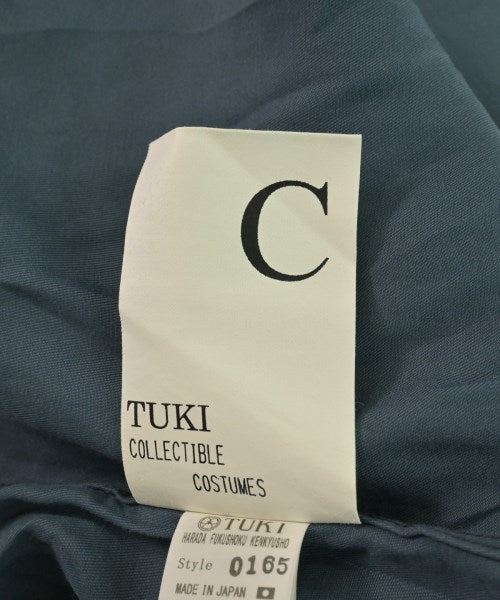 C
TUKI
COLLECTIBLE
COSTUMES
TUKI
HARADA FUKUSHOKU KENKYUSHO
Style 0165
MADE IN JAPAN